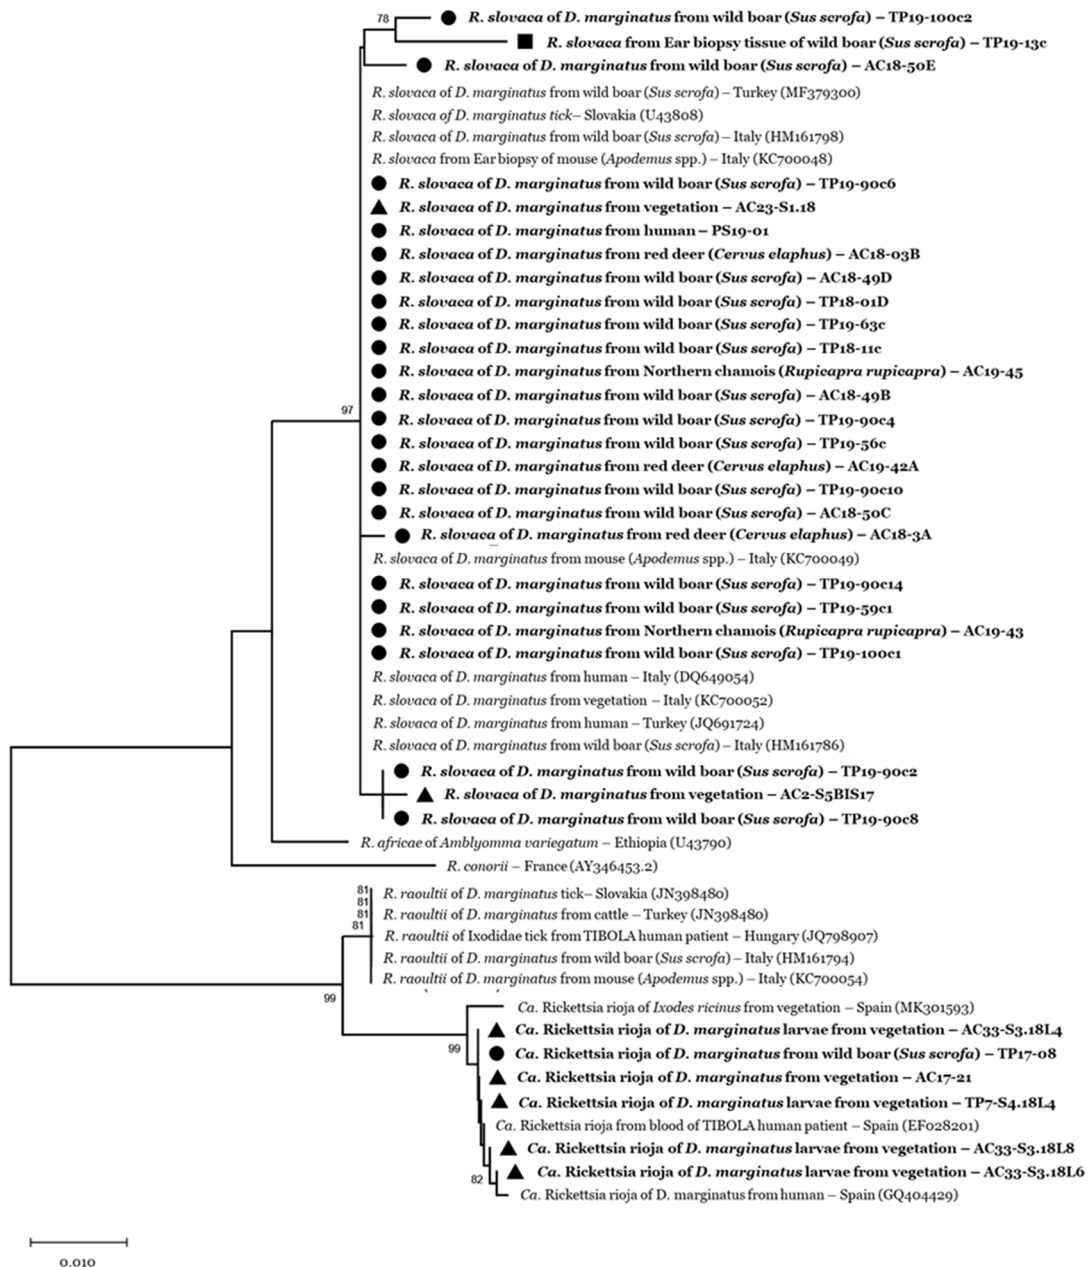 78
R. slovaca of D. marginatus from wild boar (Sus scrofa) – TP19-100c2
R. slovaca from Ear biopsy tissue of wild boar (Sus scrofa) – TP19-13c
R. slovaca of D. marginatus from wild boar (Sus scrofa) – AC18-50E
R. slovaca of D. marginatus from wild boar (Sus scrofa) – Turkey (MF379300)
R. slovaca of D. marginatus tick– Slovakia (U43808)
R. slovaca of D. marginatus from wild boar (Sus scrofa) – Italy (HM161798)
R. slovaca from Ear biopsy of mouse (Apodemus spp.) – Italy (KC700048)
R. slovaca of D. marginatus from wild boar (Sus scrofa) – TP19-90c6
R. slovaca of D. marginatus from vegetation – AC23-S1.18
R. slovaca of D. marginatus from human – PS19-01
R. slovaca of D. marginatus from red deer (Cervus elaphus) – AC18-03B
R. slovaca of D. marginatus from wild boar (Sus scrofa) – AC18-49D
R. slovaca of D. marginatus from wild boar (Sus scrofa) – TP18-01D
R. slovaca of D. marginatus from wild boar (Sus scrofa) – TP19-63c
R. slovaca of D. marginatus from wild boar (Sus scrofa) – TP18-11c
R. slovaca of D. marginatus from Northern chamois (Rupicapra rupicapra) – AC19-45
R. slovaca of D. marginatus from wild boar (Sus scrofa) – AC18-49B
97
R. slovaca of D. marginatus from wild boar (Sus scrofa) – TP19-90c4
R. slovaca of D. marginatus from wild boar (Sus scrofa) – TP19-56c
R. slovaca of D. marginatus from red deer (Cervus elaphus) – AC19-42A
R. slovaca of D. marginatus from wild boar (Sus scrofa) – TP19-90c10
R. slovaca of D. marginatus from wild boar (Sus scrofa) – AC18-50C
R. slovaca of D. marginatus from red deer (Cervus elaphus) – AC18-3A
R. slovaca of D. marginatus from mouse (Apodemus spp.) – Italy (KC700049)
R. slovaca of D. marginatus from wild boar (Sus scrofa) – TP19-90c14
R. slovaca of D. marginatus from wild boar (Sus scrofa) – TP19-59c1
R. slovaca of D. marginatus from Northern chamois (Rupicapra rupicapra) – AC19-43
R. slovaca of D. marginatus from wild boar (Sus scrofa) – TP19-100c1
R. slovaca of D. marginatus from human – Italy (DQ649054)
R. slovaca of D. marginatus from vegetation – Italy (KC700052)
R. slovaca of D. marginatus from human – Turkey (JQ691724)
R. slovaca of D. marginatus from wild boar (Sus scrofa) – Italy (HM161786)
R. slovaca of D. marginatus from wild boar (Sus scrofa) – TP19-90c2
R. slovaca of D. marginatus from vegetation – AC2-S5BIS17
R. slovaca of D. marginatus from wild boar (Sus scrofa) – TP19-90c8
R. africae of Amblyomma variegatum – Ethiopia (U43790)
R. conorii – France (AY346453.2)
81
R. raoultii of D. marginatus tick– Slovakia (JN398480)
81
81
R. raoultii of D. marginatus from cattle – Turkey (JN398480)
81
R. raoultii of Ixodidae tick from TIBOLA human patient – Hungary (JQ798907)
R. raoultii of D. marginatus from wild boar (Sus scrofa) – Italy (HM161794)
R. raoultii of D. marginatus from mouse (Apodemus spp.) – Italy (KC700054)
99
Ca. Rickettsia rioja of Ixodes ricinus from vegetation – Spain (MK301593)
Ca. Rickettsia rioja of D. marginatus larvae from vegetation – AC33-S3.18L4
99
Ca. Rickettsia rioja of D. marginatus from wild boar (Sus scrofa) – TP17-08
Ca. Rickettsia rioja of D. marginatus from vegetation – AC17-21
Ca. Rickettsia rioja of D. marginatus larvae from vegetation – TP7-S4.18L4
Ca. Rickettsia rioja from blood of TIBOLA human patient – Spain (EF028201)
Ca. Rickettsia rioja of D. marginatus larvae from vegetation – AC33-S3.18L8
Ca. Rickettsia rioja of D. marginatus larvae from vegetation – AC33-S3.18L6
82
Ca. Rickettsia rioja of D. marginatus from human – Spain (GQ404429)
0.010